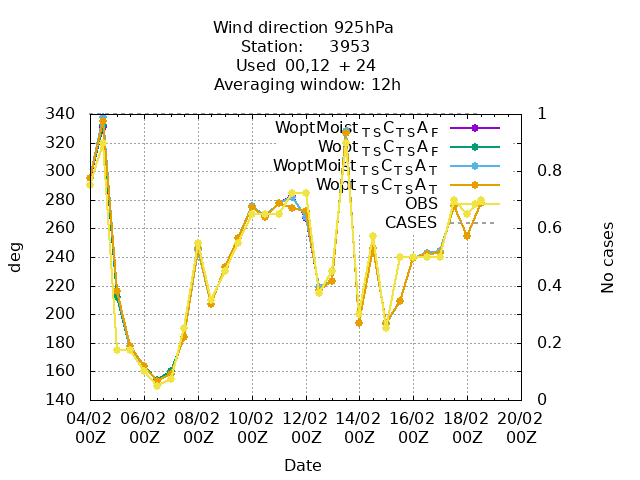 Wind direction 925hPa
Station: 3953
Used 00,12 + 24
Averaging window: 12h
340 320 300 280 260 240 220 200 180 160 140
deg
WoptMoist TS C TS A F
Wopt TS C TS A F
WoptMoist TS C TS A T
Wopt TS C TS A T
OBS
CASES
1 0.8 0.6 0.4 0.2 0
No cases
04/02 06/02 08/02 10/02 12/02 14/02 16/02 18/02 20/02
00Z 00Z 00Z 00Z 00Z 00Z 00Z 00Z 00Z
Date